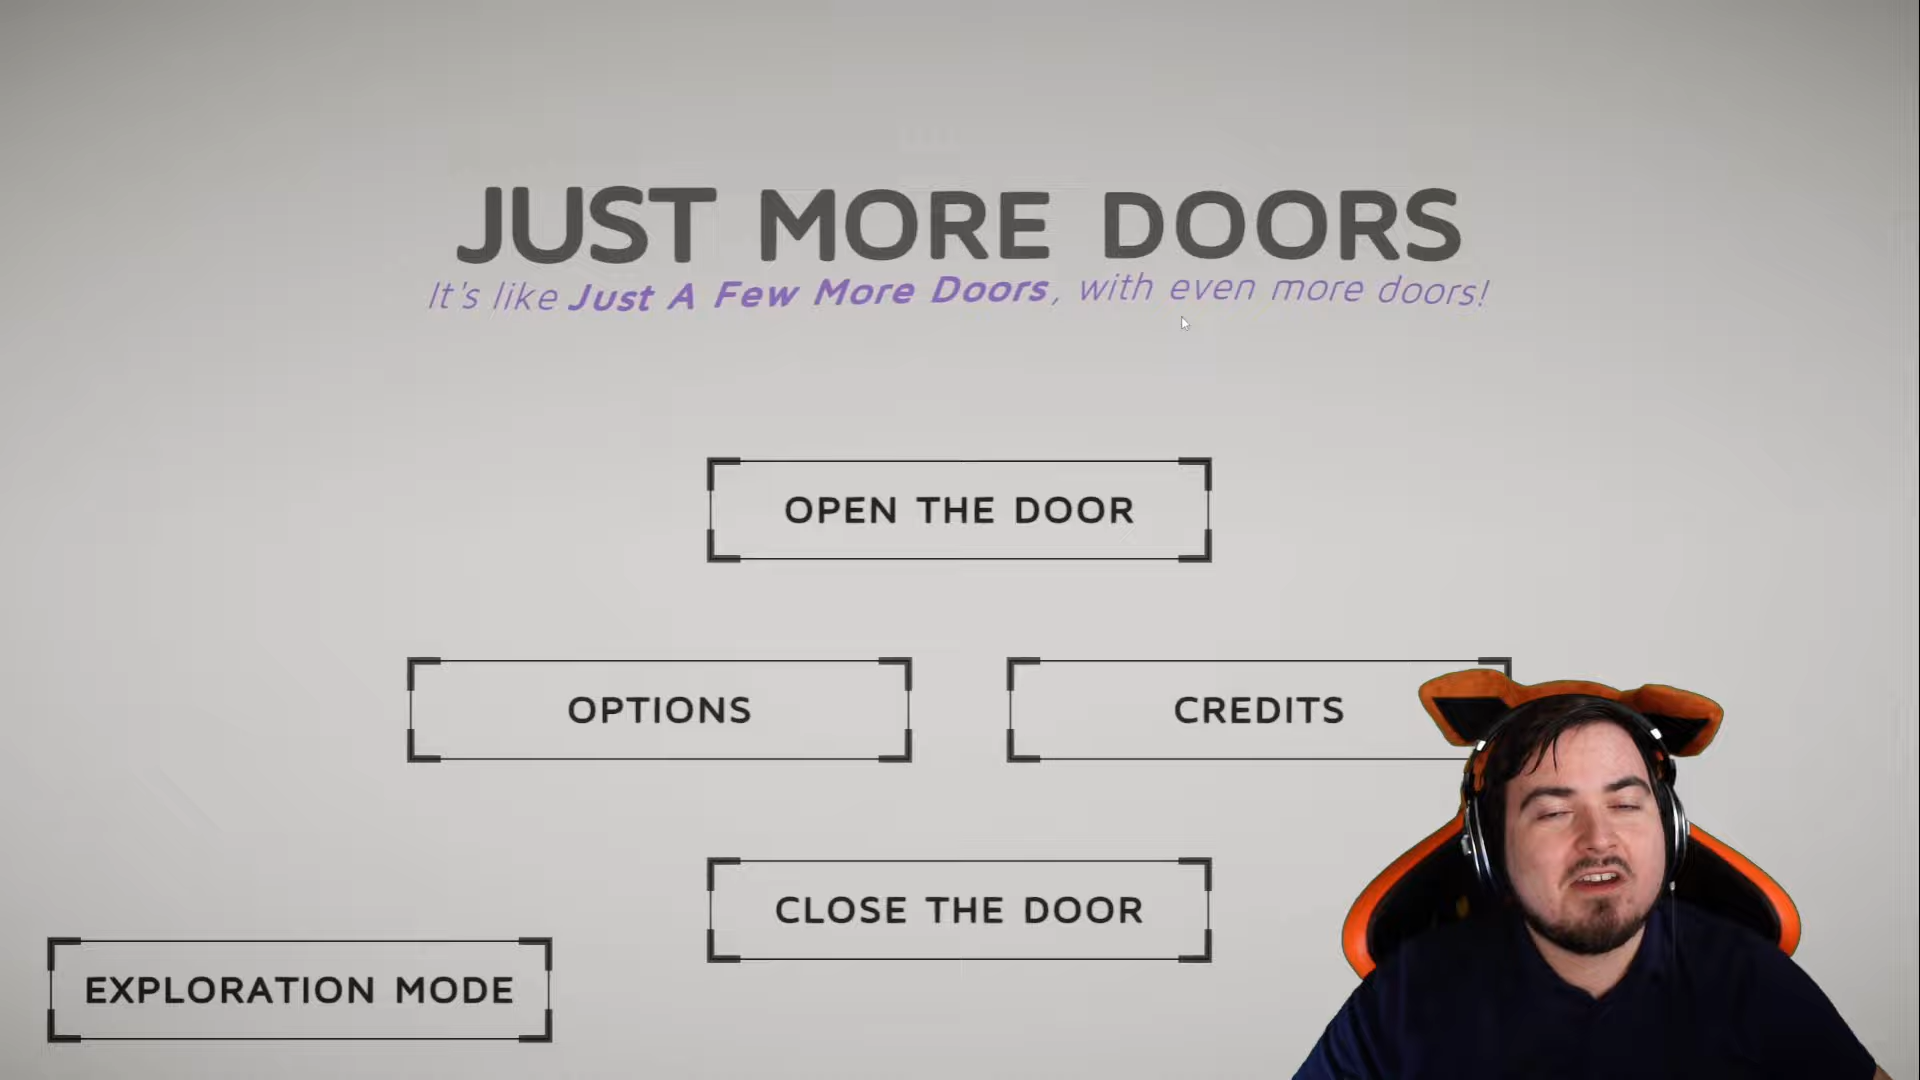 JUST MORE DOORS
It's like Just A Few More Doors, with even more doors!
OPEN THE DOOR
OPTIONS
CREDITS
CLOSE THE DOOR
EXPLORATION MODE